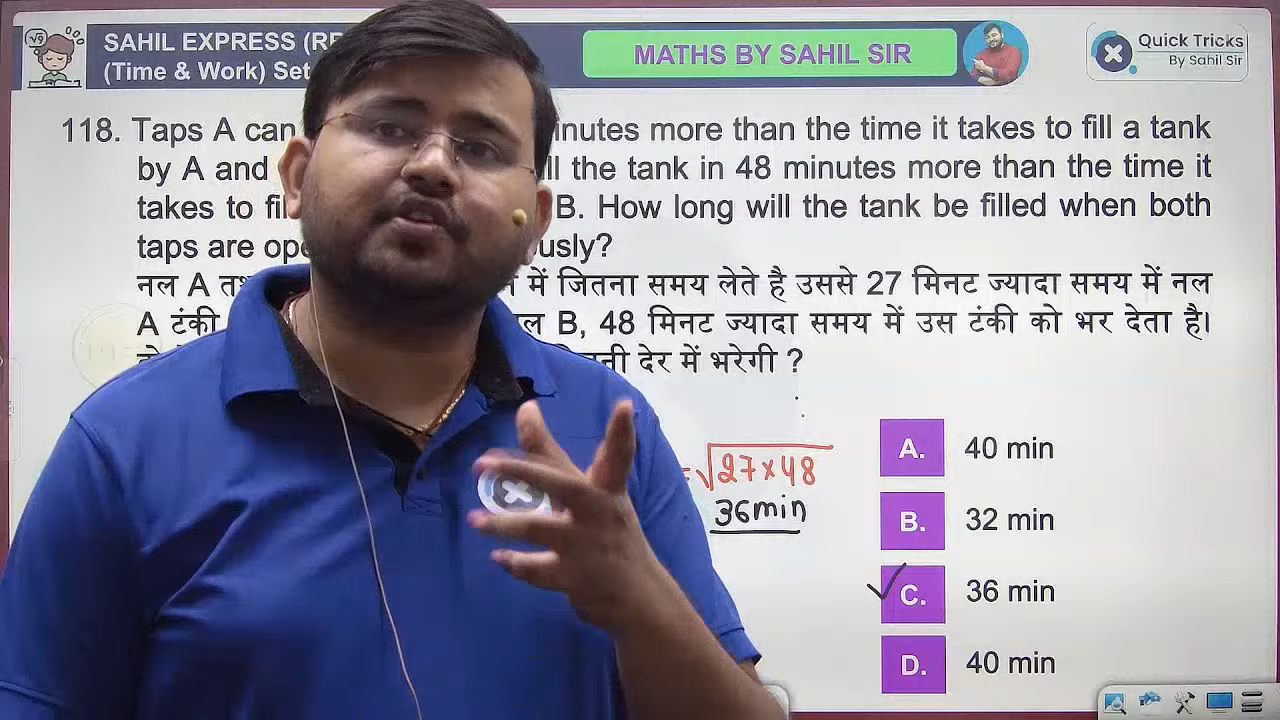 SAHIL EXPRESS
(Time & Work) Set
MATHS BY SAHIL SIR
Quick Tricks
By Sahil Sir
118. Taps A can inutes more than the time it takes to fill a tank
by A and ll the tank in 48 minutes more than the time it
takes to B. How long will the tank be filled when both
taps are usly?
नल A में जितना समय लेते है उससे 27 मिनट ज्यादा समय में नल
A टंकी B, 48 मिनट ज्यादा समय में उस टंकी को भर देता है।
देर में भरेगी ?
=√27×48
36min
A. 40 min
B. 32 min
C. 36 min
D. 40 min